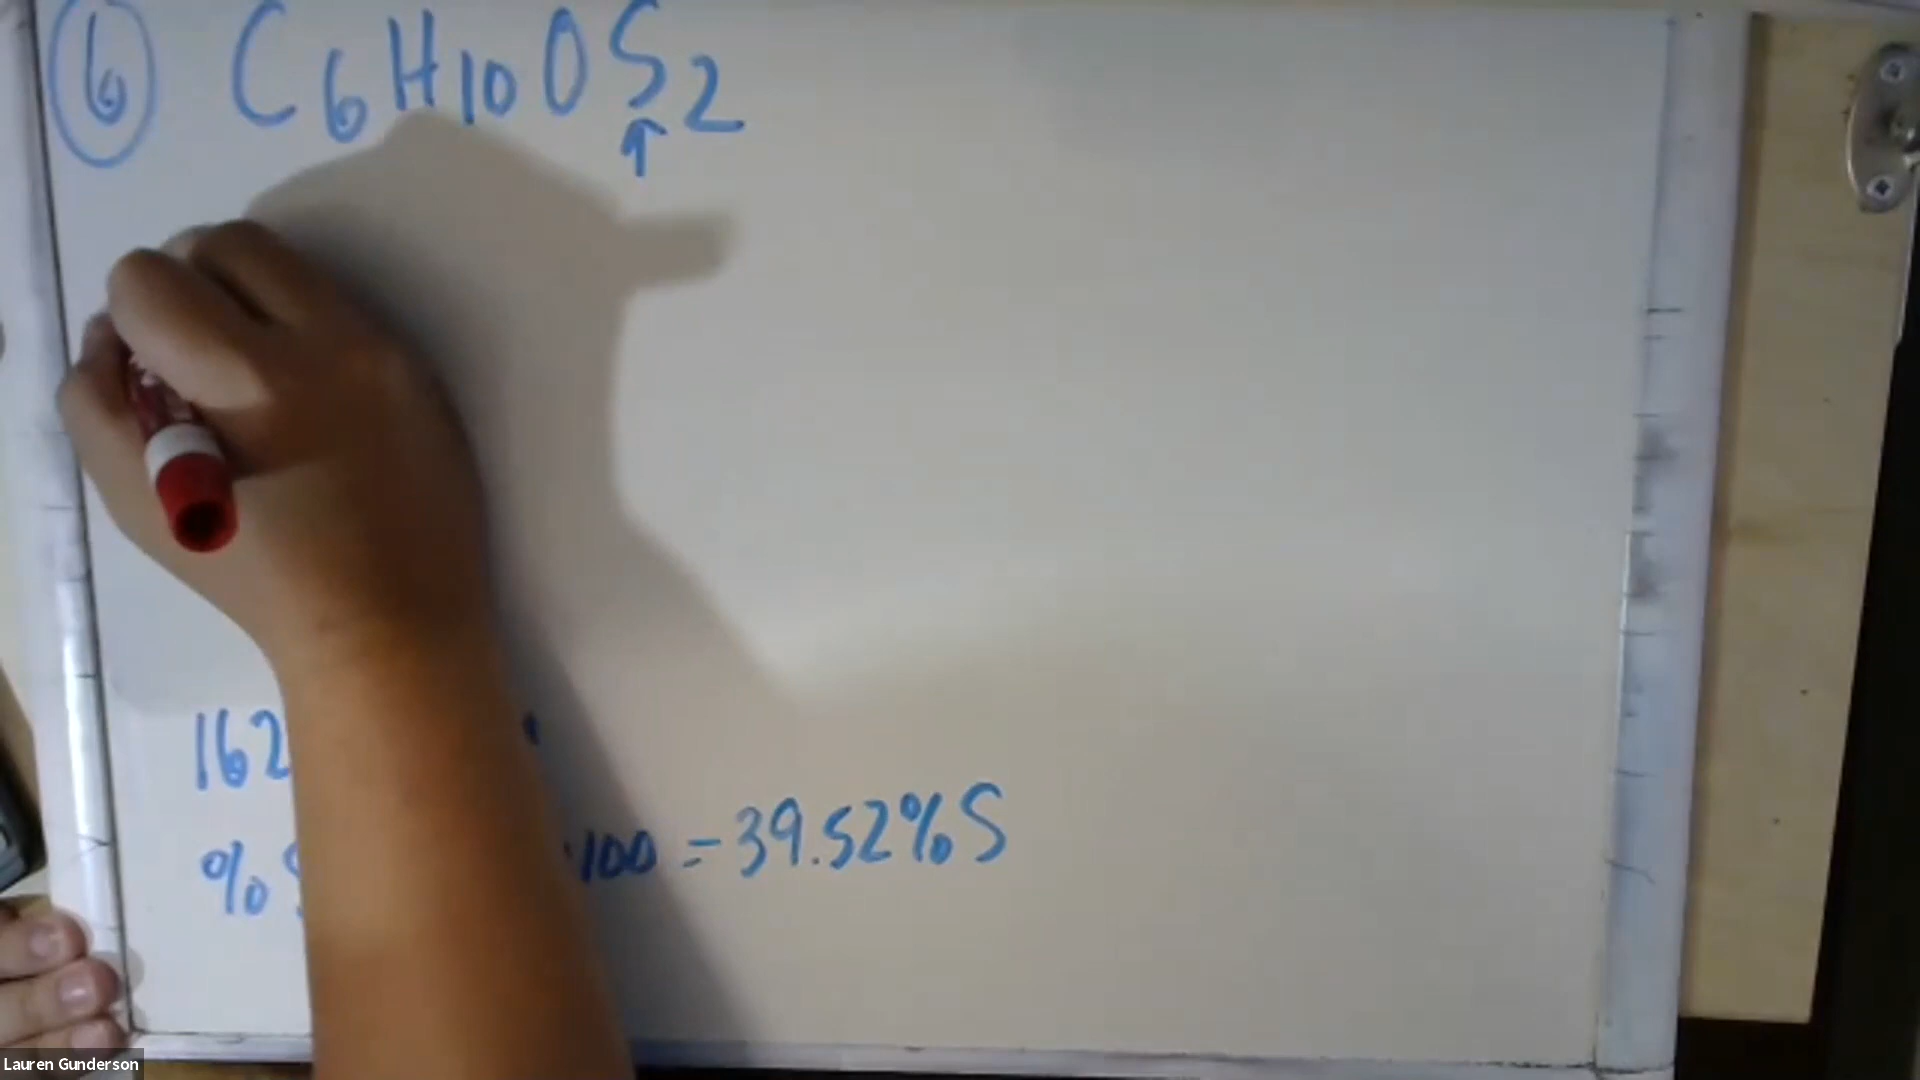 6 C6H10OS2
↑
162
% S ·100 = 39.52% S
Lauren Gunderson